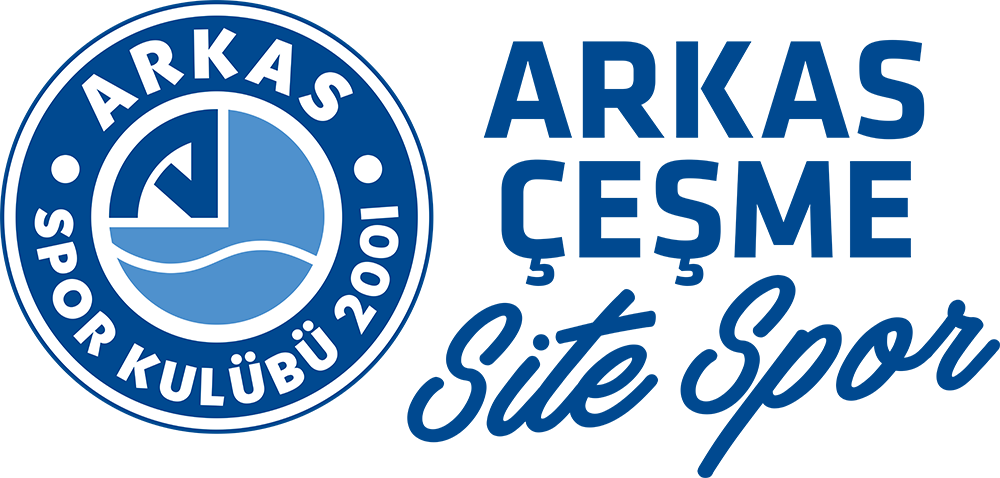 ARKAS
SPOR KULÜBÜ 2001
ARKAS
ÇEŞME
Site Spor